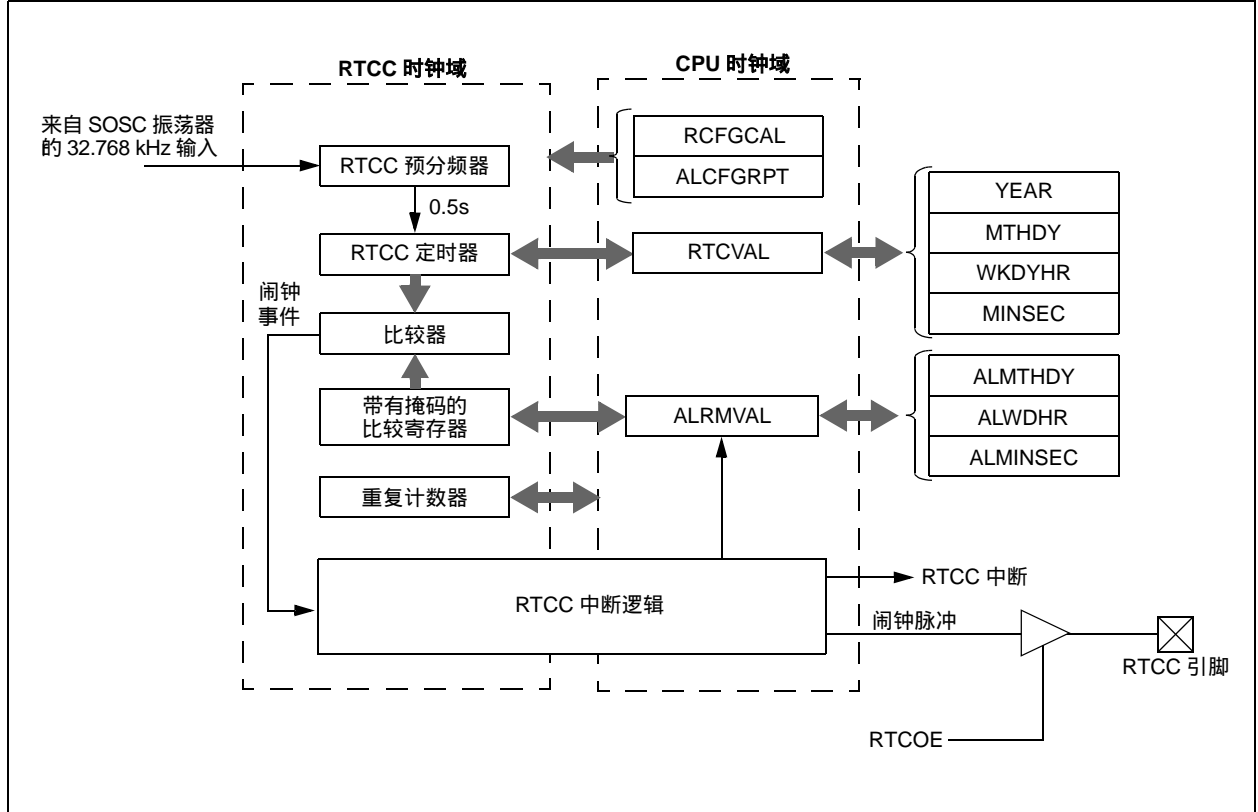 RTCC 时钟域
CPU 时钟域
来自 SOSC 振荡器
的 32.768 kHz 输入
RTCC 预分频器
0.5s
RTCC 定时器
闹钟
事件
比较器
带有掩码的
比较寄存器
重复计数器
RCFGCAL
ALCFGRPT
RTCVAL
YEAR
MTHDY
WKDYHR
MINSEC
ALRMVAL
ALMTHDY
ALWDHR
ALMINSEC
RTCC 中断逻辑
RTCC 中断
闹钟脉冲
RTCC 引脚
RTCOE